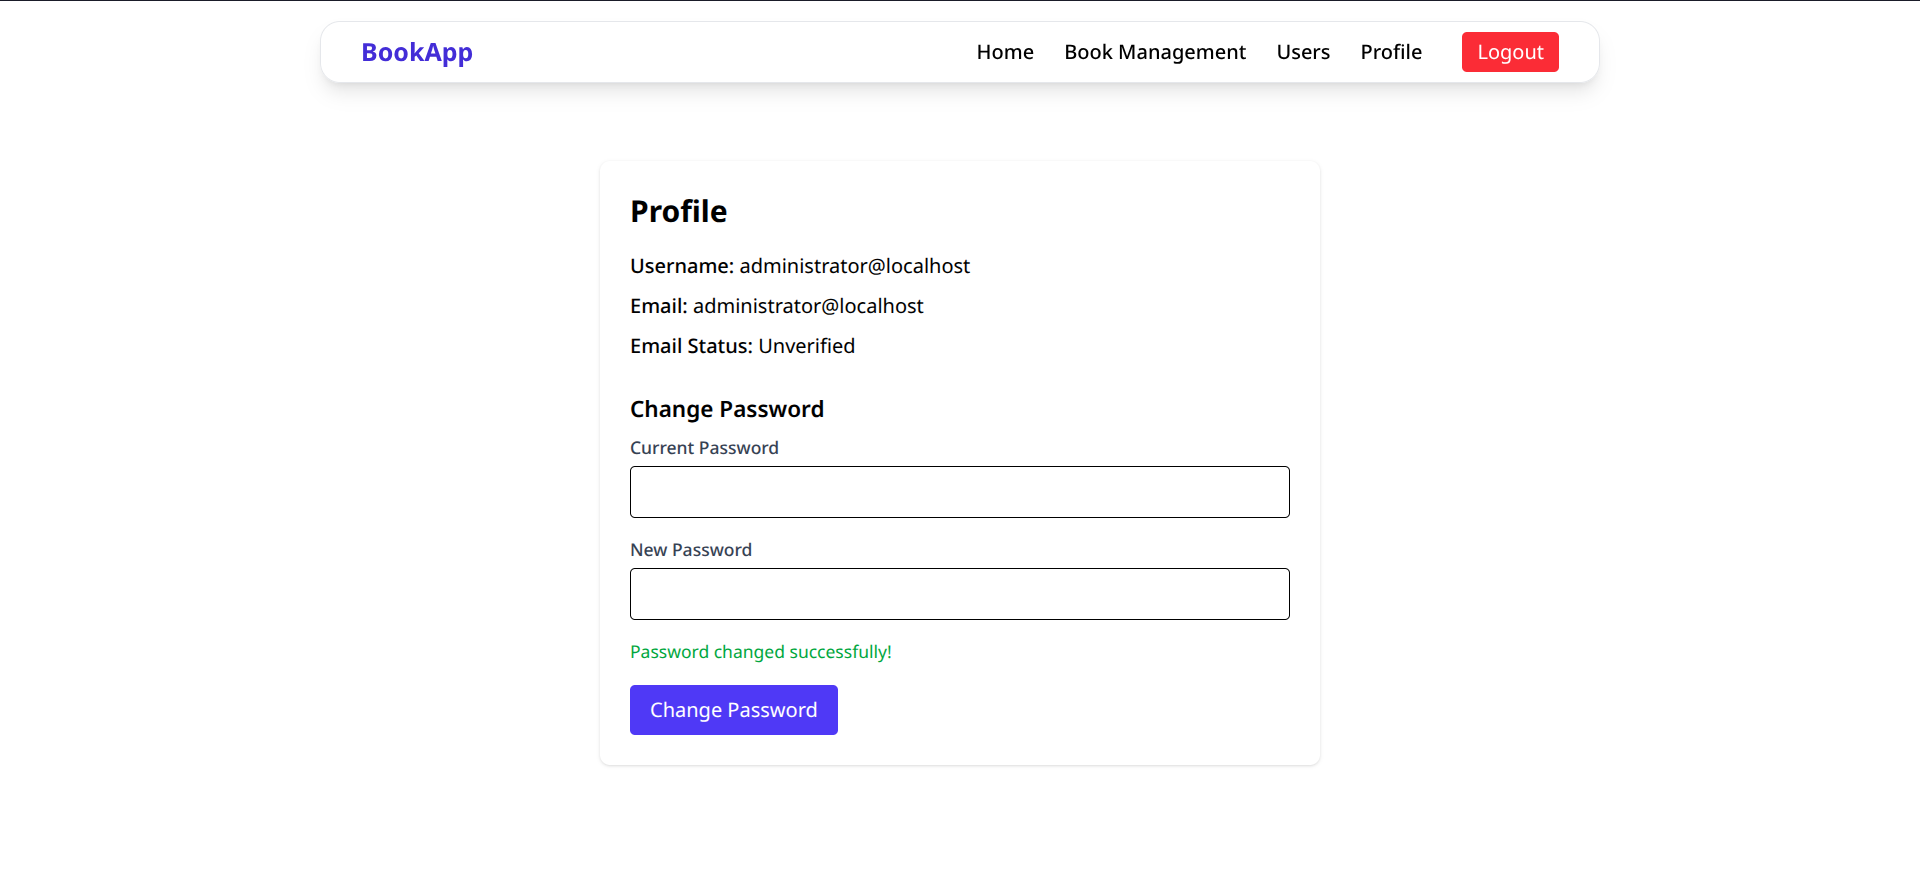 BookApp Home Book Management Users Profile Logout
Profile
Username: administrator@localhost
Email: administrator@localhost
Email Status: Unverified
Change Password
Current Password
New Password
Password changed successfully!
Change Password